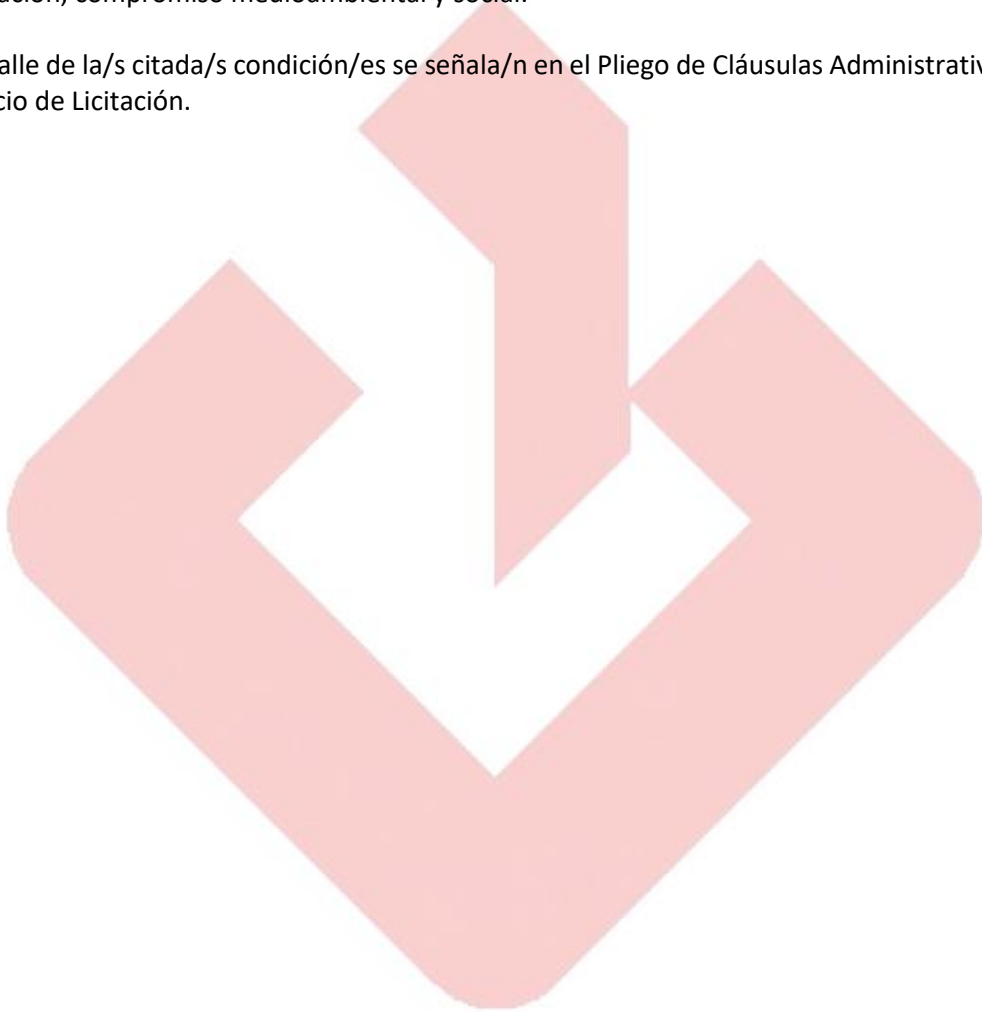 compromiso medioambiental y social.
alle de la/s citada/s condición/es se señala/n en el Pliego de Cláusulas Administrativ
cio de Licitación.